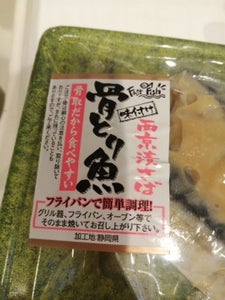 Fast Fish
味付け
西京漬さば
骨とり魚
骨取だから食べやすい
フライパンで簡単調理!
グリル器、フライパン、オーブン等で
そのまま焼いてお召し上がり下さい。
加工地:静岡県